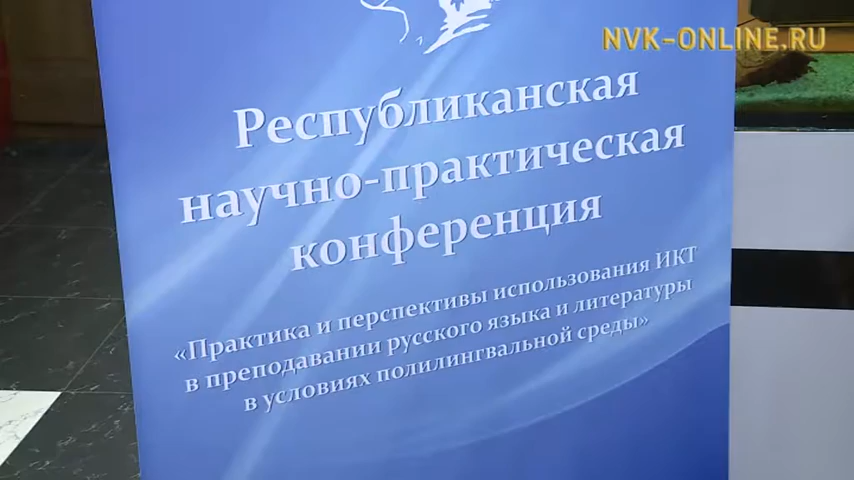 NVK-ONLINE.RU
Республиканская
научно-практическая
конференция
«Практика и перспективы использования ИКТ
в преподавании русского языка и литературы
в условиях полилингвальной среды»